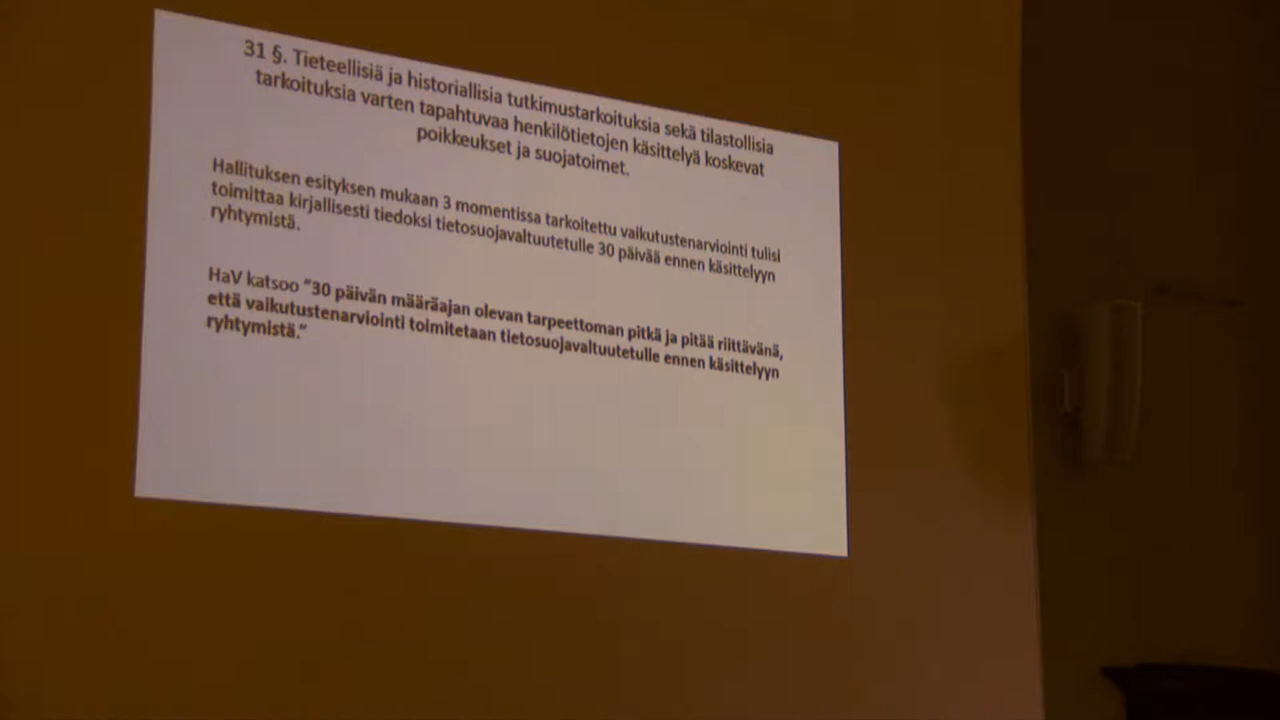 31 §. Tieteellisiä ja historiallisia tutkimustarkoituksia sekä tilastollisia
tarkoituksia varten tapahtuvaa henkilötietojen käsittelyä koskevat
poikkeukset ja suojatoimet.
Hallituksen esityksen mukaan 3 momentissa tarkoitettu vaikutustenarviointi tulisi
toimittaa kirjallisesti tiedoksi tietosuojavaltuutetulle 30 päivää ennen käsittelyyn
ryhtymistä.
HaV katsoo "30 päivän määräajan olevan tarpeettoman pitkä ja pitää riittävänä,
että vaikutustenarviointi toimitetaan tietosuojavaltuutetulle ennen käsittelyyn
ryhtymistä."